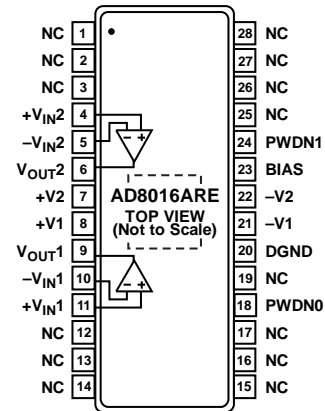 NC 1 28 NC
NC 2 27 NC
NC 3 26 NC
+VIN2 4 25 NC
–VIN2 5 24 PWDN1
– +
VOUT2 6 23 BIAS
+V2 7 22 –V2
AD8016ARE
TOP VIEW
(Not to Scale)
+V1 8 21 –V1
VOUT1 9 20 DGND
–VIN1 10 19 NC
– +
+VIN1 11 18 PWDN0
NC 12 17 NC
NC 13 16 NC
NC 14 15 NC